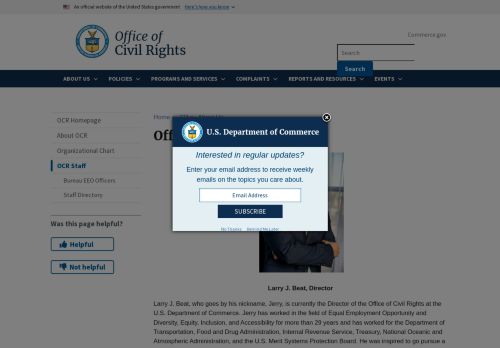 An official website of the United States government Here's how you know
Commerce.gov
Office of
Civil Rights
Search
Search
ABOUT US POLICIES PROGRAMS AND SERVICES COMPLAINTS REPORTS AND RESOURCES EVENTS
OCR Homepage
About OCR
Organizational Chart
OCR Staff
Bureau EEO Officers
Staff Directory
Was this page helpful?
Helpful
Not helpful
Home
Off
U.S. Department of Commerce
Interested in regular updates?
Enter your email address to receive weekly
emails on the topics you care about.
Email Address
SUBSCRIBE
No Thanks Remind Me Later
Larry J. Beat, Director
Larry J. Beat, who goes by his nickname, Jerry, is currently the Director of the Office of Civil Rights at the
U.S. Department of Commerce. Jerry has worked in the field of Equal Employment Opportunity and
Diversity, Equity, Inclusion, and Accessibility for more than 29 years and has worked for the Department of
Transportation, Food and Drug Administration, Internal Revenue Service, Treasury, National Oceanic and
Atmospheric Administration, and the U.S. Merit Systems Protection Board. He was inspired to go pursue a